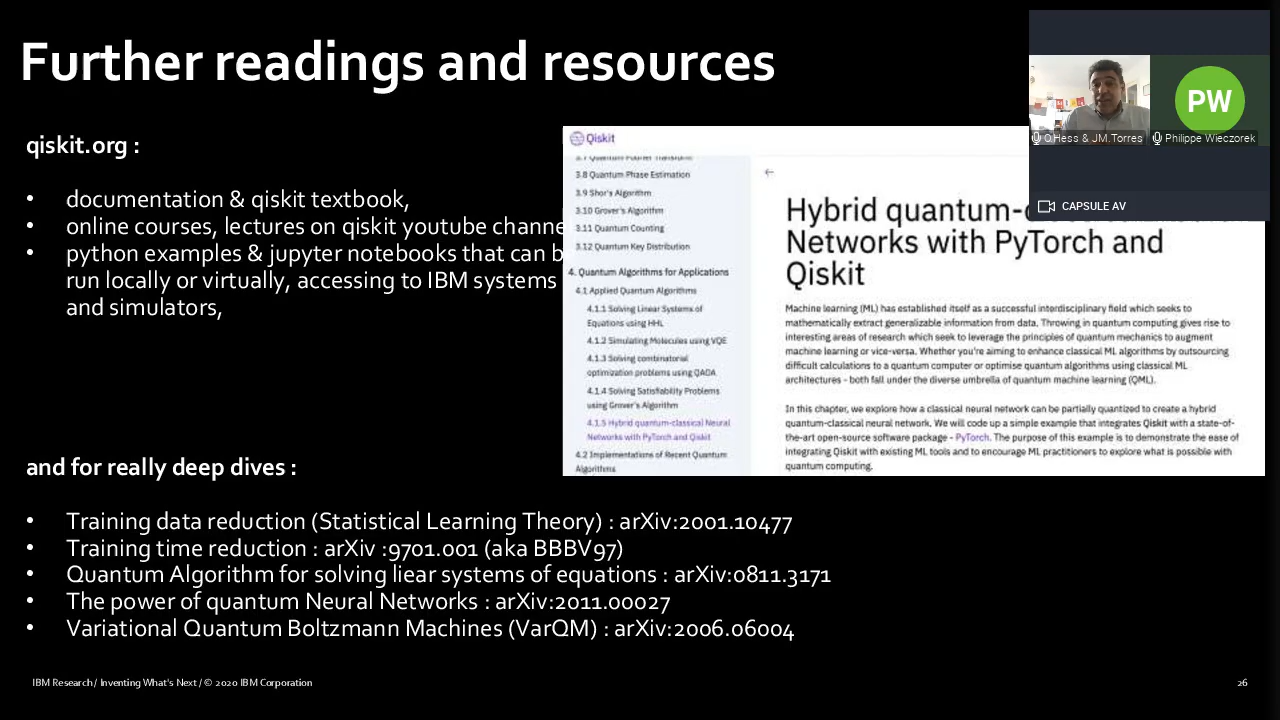 Further readings and resources
qiskit.org :
• documentation & qiskit textbook,
• online courses, lectures on qiskit youtube channe
• python examples & jupyter notebooks that can b
run locally or virtually, accessing to IBM systems
and simulators,
and for really deep dives :
• Training data reduction (Statistical Learning Theory) : arXiv:2001.10477
• Training time reduction : arXiv :9701.001 (aka BBBV97)
• Quantum Algorithm for solving liear systems of equations : arXiv:0811.3171
• The power of quantum Neural Networks : arXiv:2011.00027
• Variational Quantum Boltzmann Machines (VarQM) : arXiv:2006.06004
Qiskit
3.7 Quantum Fourier Transform
3.8 Quantum Phase Estimation
3.9 Shor's Algorithm
3.10 Grover's Algorithm
3.11 Quantum Counting
3.12 Quantum Key Distribution
4. Quantum Algorithms for Applications
4.1 Applied Quantum Algorithms
4.1.1 Solving Linear Systems of
Equations using HHL
4.1.2 Simulating Molecules using VQE
4.1.3 Solving combinatorial
optimization problems using QAOA
4.1.4 Solving Satisfiability Problems
using Grover's Algorithm
4.1.5 Hybrid quantum-classical Neural
Networks with PyTorch and Qiskit
4.2 Implementations of Recent Quantum
Algorithms
←
Hybrid quantum-
Networks with PyTorch and
Qiskit
Machine learning (ML) has established itself as a successful interdisciplinary field which seeks to
mathematically extract generalizable information from data. Throwing in quantum computing gives rise to
interesting areas of research which seek to leverage the principles of quantum mechanics to augment
machine learning or vice-versa. Whether you're aiming to enhance classical ML algorithms by outsourcing
difficult calculations to a quantum computer or optimise quantum algorithms using classical ML
architectures - both fall under the diverse umbrella of quantum machine learning (QML).
In this chapter, we explore how a classical neural network can be partially quantized to create a hybrid
quantum-classical neural network. We will code up a simple example that integrates Qiskit with a state-of-
the-art open-source software package - PyTorch. The purpose of this example is to demonstrate the ease of
integrating Qiskit with existing ML tools and to encourage ML practitioners to explore what is possible with
quantum computing.
PW
O.Hess & JM.Torres
Philippe Wieczorek
CAPSULE AV
IBM Research / Inventing What's Next / © 2020 IBM Corporation
26